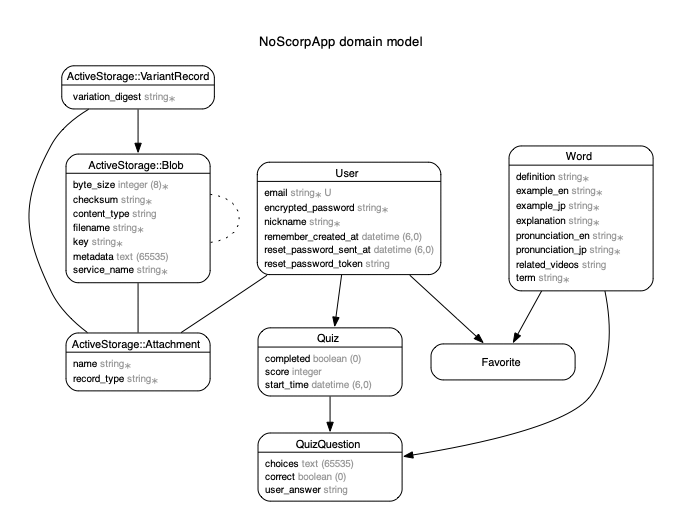 NoScorpApp domain model
ActiveStorage::VariantRecord
variation_digest string*
ActiveStorage::Blob
byte_size integer (8)*
checksum string*
content_type string
filename string*
key string*
metadata text (65535)
service_name string*
User
email string* U
encrypted_password string*
nickname string*
remember_created_at datetime (6,0)
reset_password_sent_at datetime (6,0)
reset_password_token string
Word
definition string*
example_en string*
example_jp string*
explanation string*
pronunciation_en string*
pronunciation_jp string*
related_videos string
term string*
ActiveStorage::Attachment
name string*
record_type string*
Quiz
completed boolean (0)
score integer
start_time datetime (6,0)
Favorite
QuizQuestion
choices text (65535)
correct boolean (0)
user_answer string